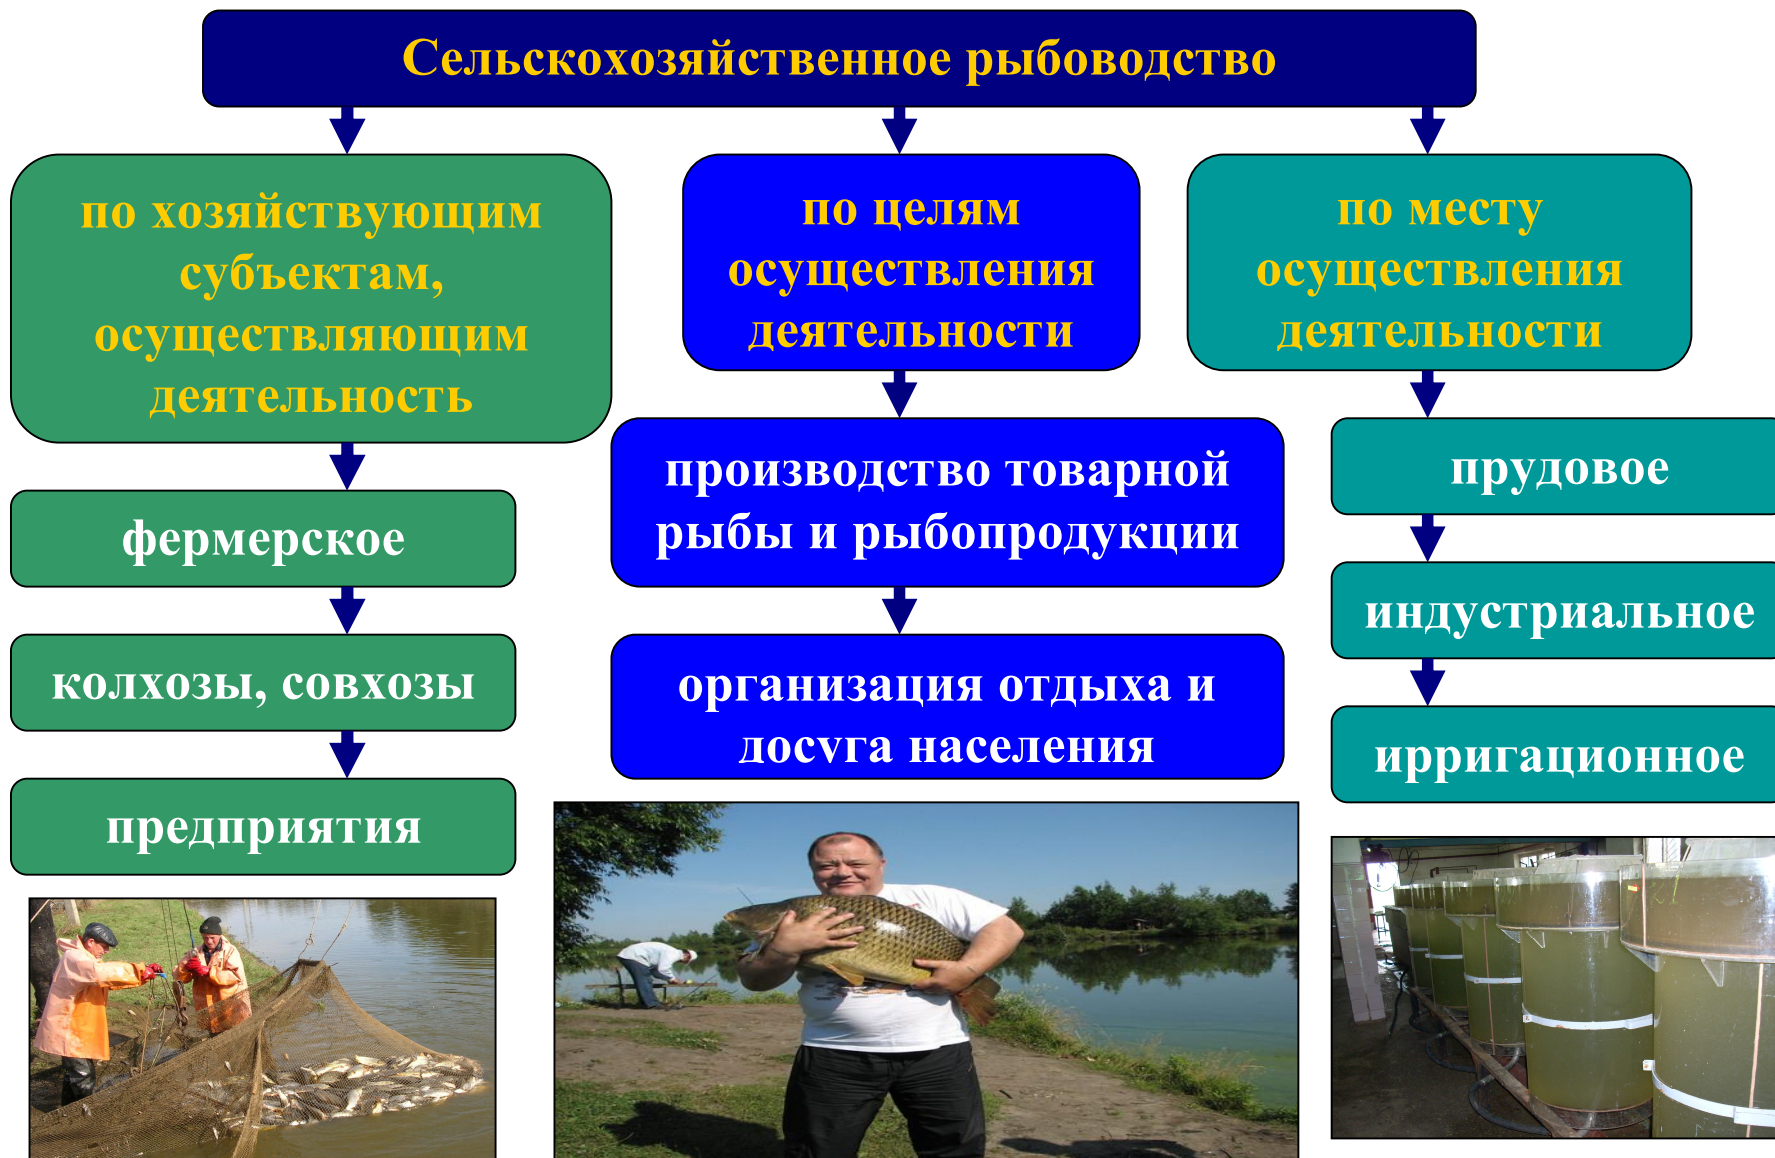 Сельскохозяйственное рыбоводство
по хозяйствующим
субъектам,
осуществляющим
деятельность
фермерское
колхозы, совхозы
предприятия
по целям
осуществления
деятельности
производство товарной
рыбы и рыбопродукции
организация отдыха и
досуга населения
по месту
осуществления
деятельности
прудовое
индустриальное
ирригационное